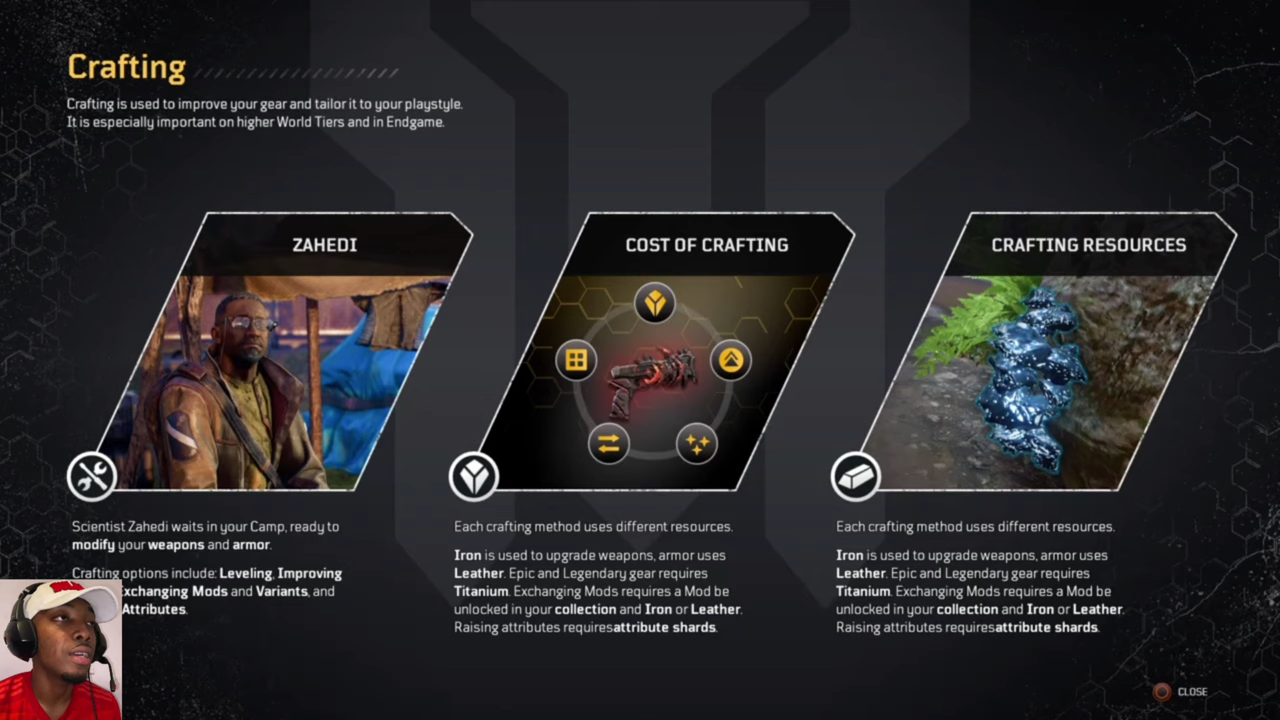 Crafting
Crafting is used to improve your gear and tailor it to your playstyle.
It is especially important on higher World Tiers and in Endgame.
ZAHEDI
Scientist Zahedi waits in your Camp, ready to
modify your weapons and armor.
Crafting options include: Leveling, Improving
xchanging Mods and Variants, and
Attributes.
COST OF CRAFTING
Each crafting method uses different resources.
Iron is used to upgrade weapons, armor uses
Leather. Epic and Legendary gear requires
Titanium. Exchanging Mods requires a Mod be
unlocked in your collection and Iron or Leather.
Raising attributes requiresattribute shards.
CRAFTING RESOURCES
Each crafting method uses different resources.
Iron is used to upgrade weapons, armor uses
Leather. Epic and Legendary gear requires
Titanium. Exchanging Mods requires a Mod be
unlocked in your collection and Iron or Leather.
Raising attributes requiresattribute shards.
CLOSE